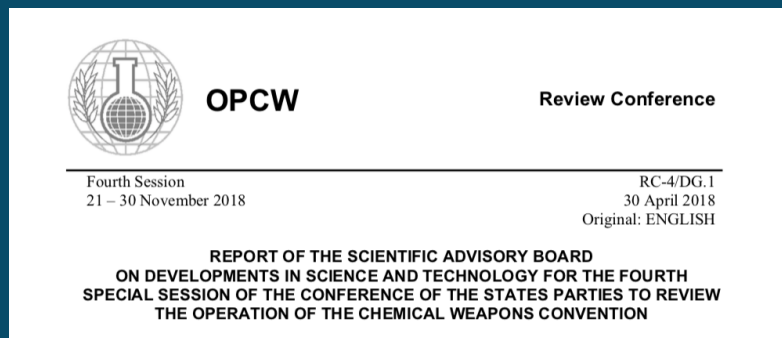 OPCW
Review Conference
Fourth Session
21 – 30 November 2018
RC-4/DG.1
30 April 2018
Original: ENGLISH
REPORT OF THE SCIENTIFIC ADVISORY BOARD
ON DEVELOPMENTS IN SCIENCE AND TECHNOLOGY FOR THE FOURTH
SPECIAL SESSION OF THE CONFERENCE OF THE STATES PARTIES TO REVIEW
THE OPERATION OF THE CHEMICAL WEAPONS CONVENTION